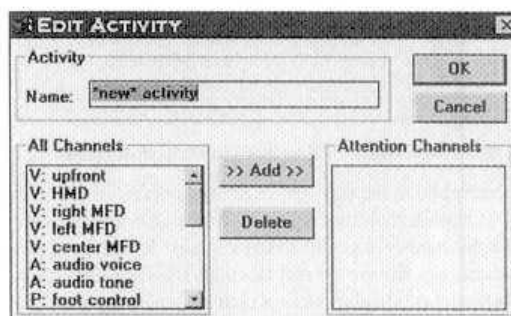 EDIT ACTIVITY
Activity
Name: *new* activity
OK
Cancel
All Channels
V: upfront
V: HMD
V: right MFD
V: left MFD
V: center MFD
A: audio voice
A: audio tone
P: foot control
>> Add >>
Delete
Attention Channels